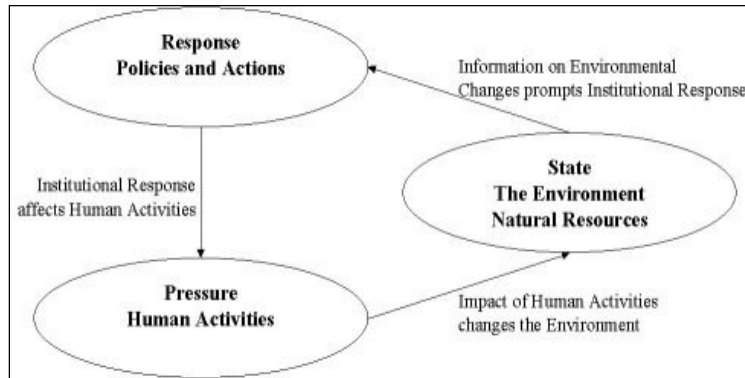 Response
Policies and Actions
Information on Environmental
Changes prompts Institutional Response
Institutional Response
affects Human Activities
State
The Environment
Natural Resources
Pressure
Human Activities
Impact of Human Activities
changes the Environment